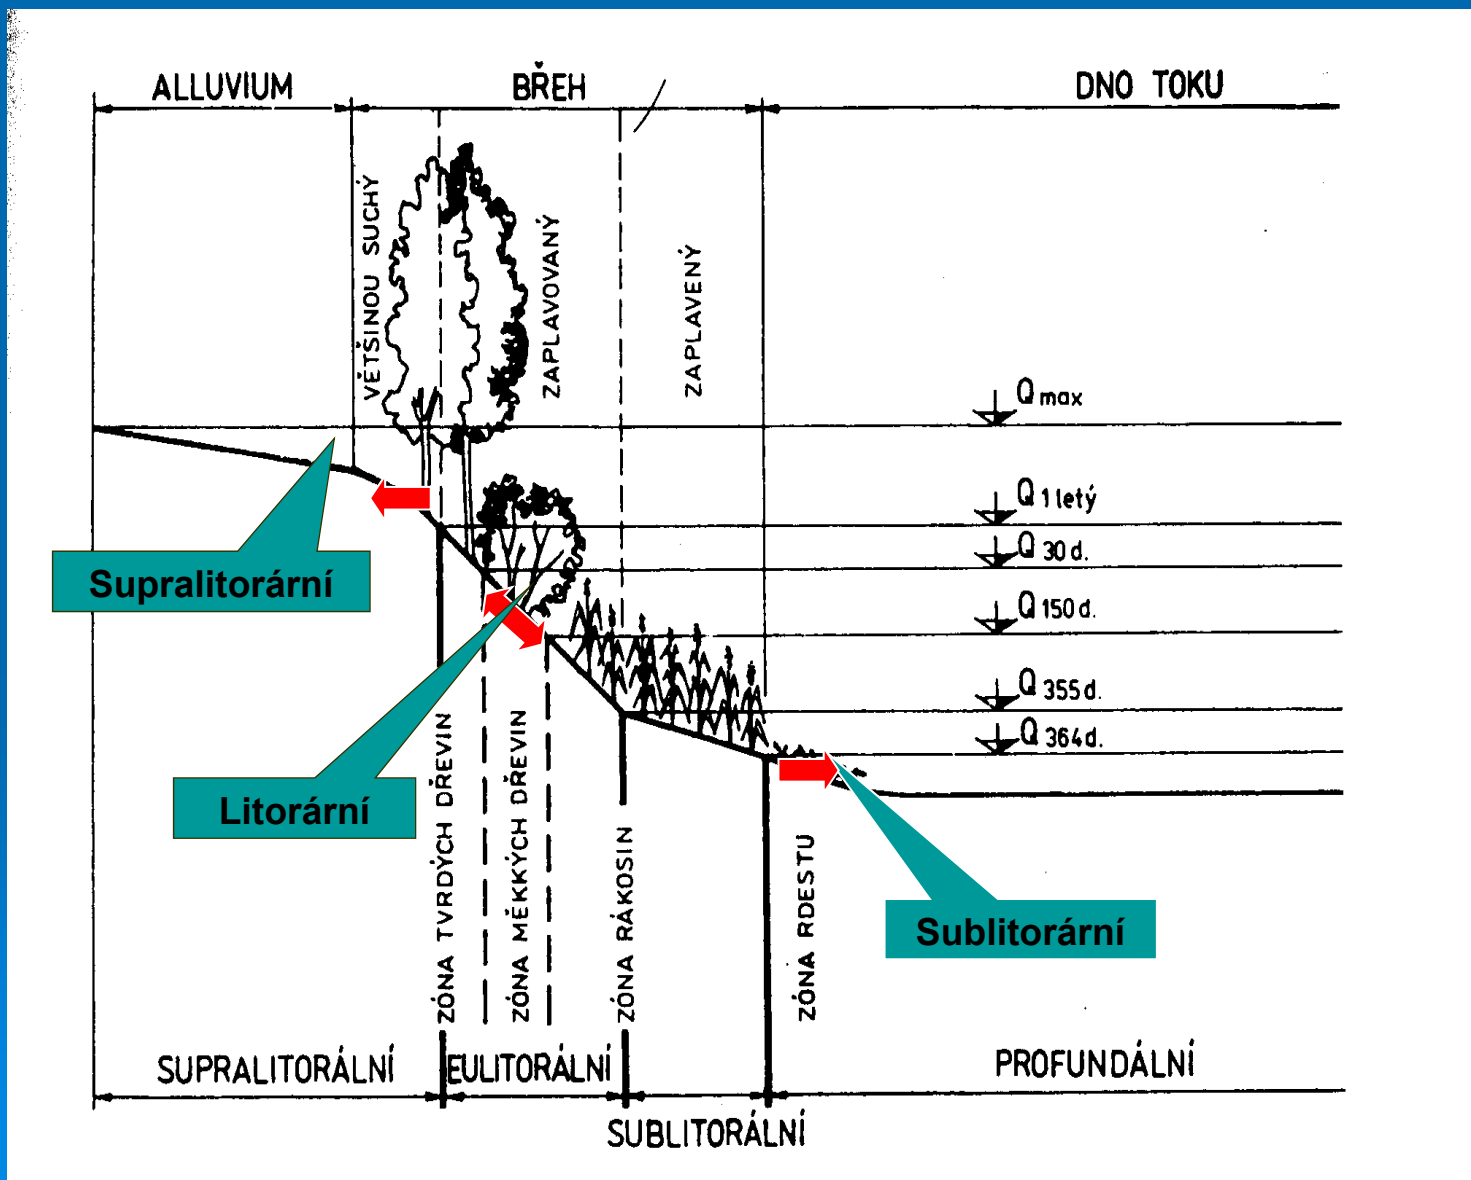 ALLUVIUM
BŘEH
DNO TOKU
VĚTŠINOU SUCHÝ
ZAPLAVOVANÝ
ZAPLAVENÝ
Q max
Q 1 letý
Q 30 d.
Q 150 d.
Q 355 d.
Q 364 d.
Supralitorární
Litorární
Sublitorární
ZÓNA TVRDÝCH DŘEVIN
ZÓNA MĚKKÝCH DŘEVIN
ZÓNA RÁKOSIN
ZÓNA RDESTU
SUPRALITORÁLNÍ
EULITORÁLNÍ
SUBLITORÁLNÍ
PROFUNDÁLNÍ